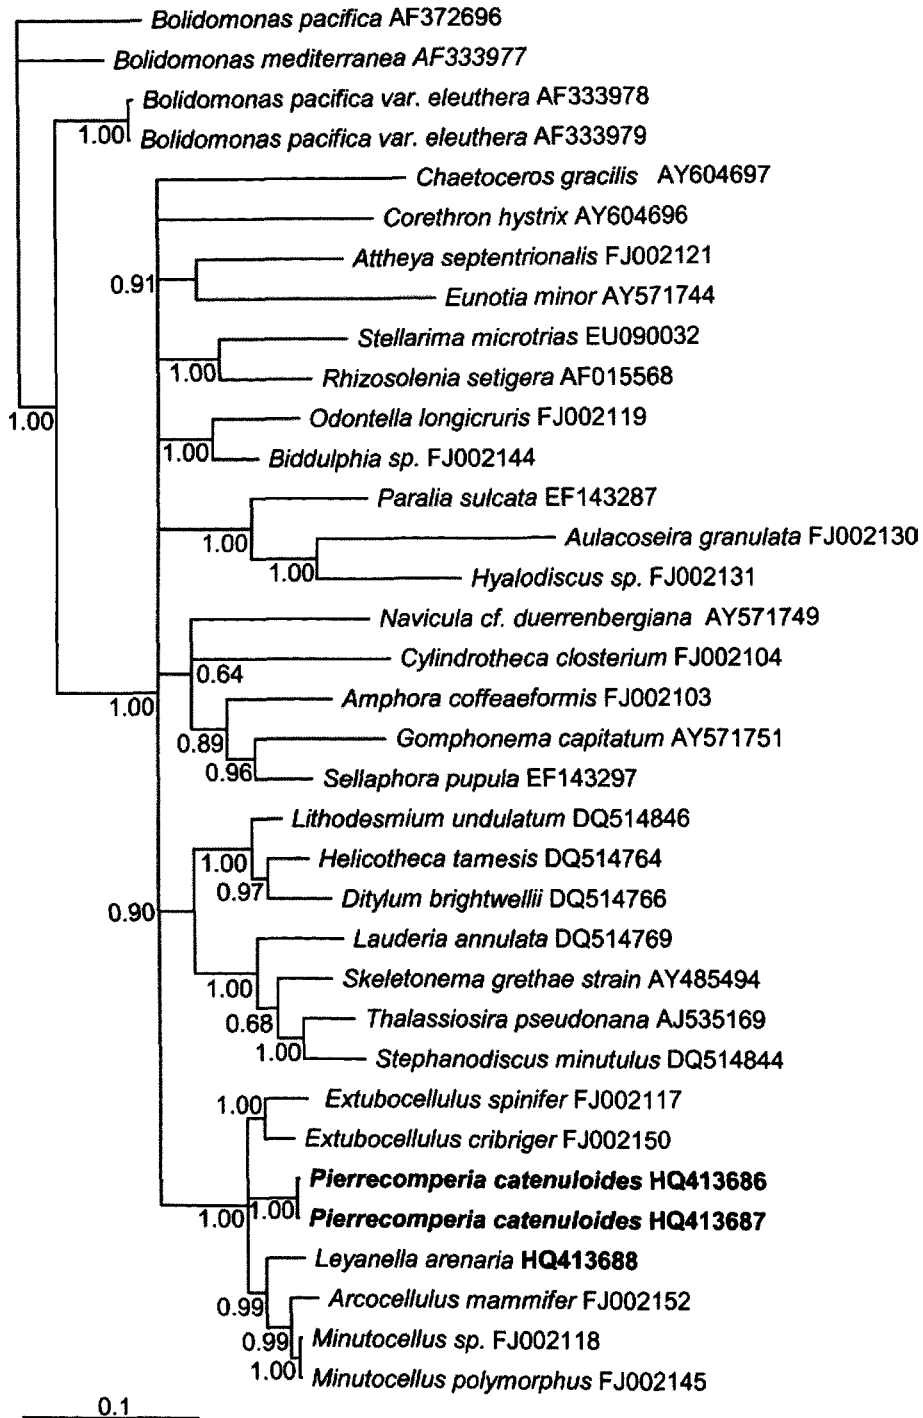 Bolidomonas pacifica AF372696
Bolidomonas mediterranea AF333977
Bolidomonas pacifica var. eleuthera AF333978
1.00 Bolidomonas pacifica var. eleuthera AF333979
Chaetoceros gracilis AY604697
Corethron hystrix AY604696
Attheya septentrionalis FJ002121
0.91
Eunotia minor AY571744
Stellarima microtrias EU090032
1.00
Rhizosolenia setigera AF015568
Odontella longicruris FJ002119
1.00
1.00
Biddulphia sp. FJ002144
Paralia sulcata EF143287
1.00
Aulacoseira granulata FJ002130
1.00
Hyalodiscus sp. FJ002131
Navicula cf. duerrenbergiana AY571749
Cylindrotheca closterium FJ002104
0.64
Amphora coffeaeformis FJ002103
1.00
0.89
Gomphonema capitatum AY571751
0.96
Sellaphora pupula EF143297
Lithodesmium undulatum DQ514846
1.00
Helicotheca tamesis DQ514764
0.97
Ditylum brightwellii DQ514766
0.90
Lauderia annulata DQ514769
1.00
Skeletonema grethae strain AY485494
0.68
Thalassiosira pseudonana AJ535169
1.00
Stephanodiscus minutulus DQ514844
1.00
Extubocellulus spinifer FJ002117
Extubocellulus cribriger FJ002150
Pierrecomperia catenuloides HQ413686
1.00
1.00
Pierrecomperia catenuloides HQ413687
Leyanella arenaria HQ413688
0.99
Arcocellulus mammifer FJ002152
0.99
Minutocellus sp. FJ002118
1.00
Minutocellus polymorphus FJ002145
0.1